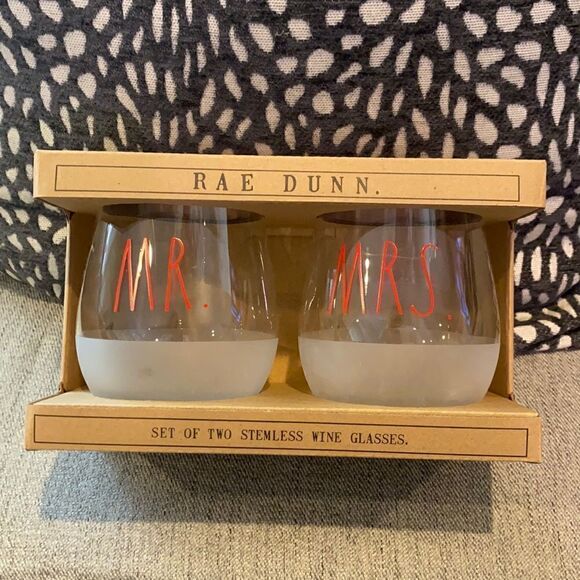 RAE DUNN.
MR. MRS.
SET OF TWO STEMLESS WINE GLASSES.